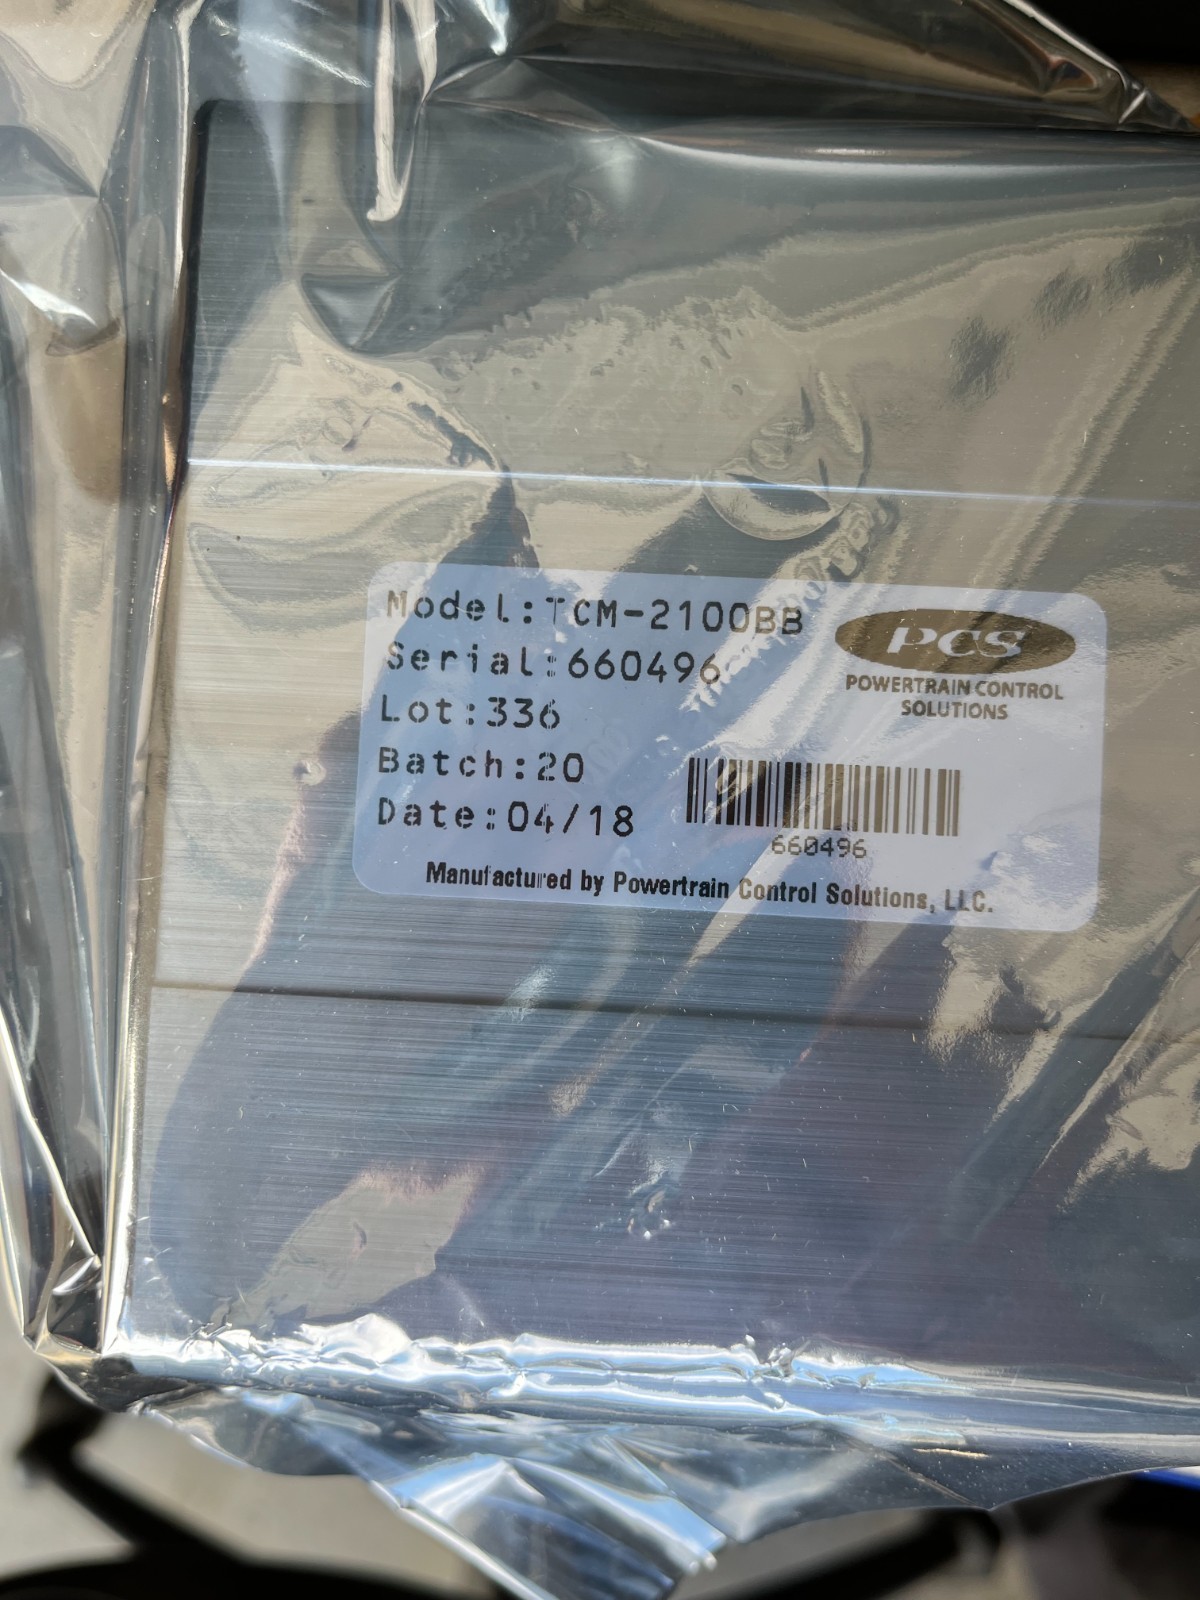 Model:TCM-2100BB
Serial:660496
Lot:336
Batch:20
Date:04/18
PCS
POWERTRAIN CONTROL
SOLUTIONS
660496
Manufactured by Powertrain Control Solutions, LLC.